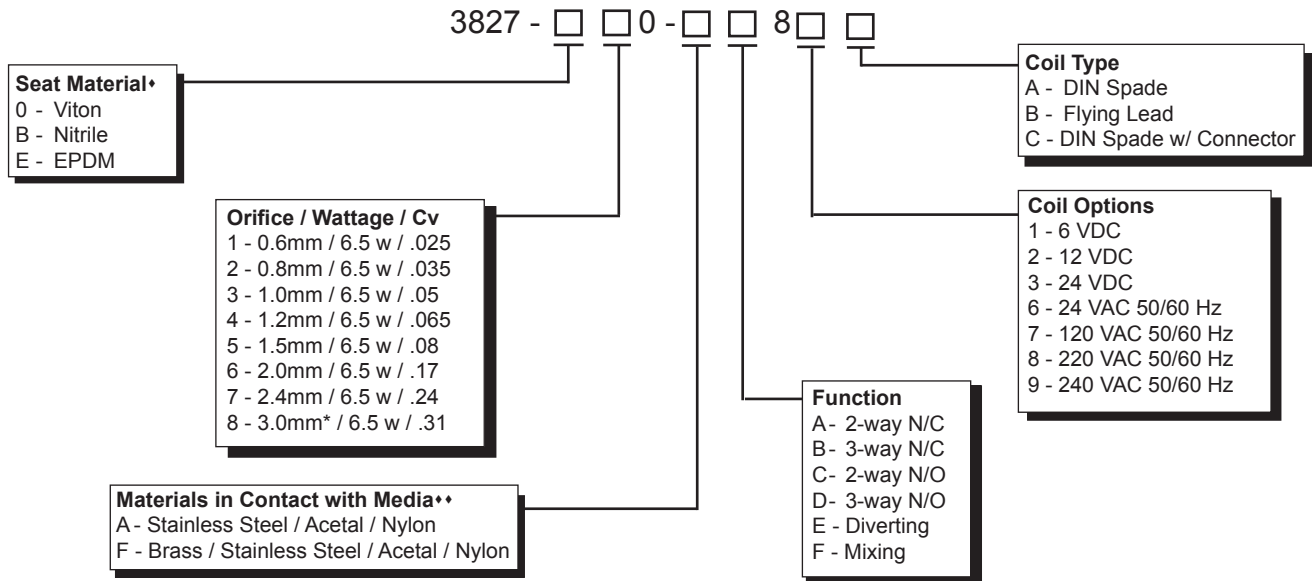 3827 - □ □ 0 - □ □ 8 □ □
Seat Material♦
0 - Viton
B - Nitrile
E - EPDM
Orifice / Wattage / Cv
1 - 0.6mm / 6.5 w / .025
2 - 0.8mm / 6.5 w / .035
3 - 1.0mm / 6.5 w / .05
4 - 1.2mm / 6.5 w / .065
5 - 1.5mm / 6.5 w / .08
6 - 2.0mm / 6.5 w / .17
7 - 2.4mm / 6.5 w / .24
8 - 3.0mm* / 6.5 w / .31
Materials in Contact with Media♦♦
A - Stainless Steel / Acetal / Nylon
F - Brass / Stainless Steel / Acetal / Nylon
Function
A - 2-way N/C
B - 3-way N/C
C - 2-way N/O
D - 3-way N/O
E - Diverting
F - Mixing
Coil Options
1 - 6 VDC
2 - 12 VDC
3 - 24 VDC
6 - 24 VAC 50/60 Hz
7 - 120 VAC 50/60 Hz
8 - 220 VAC 50/60 Hz
9 - 240 VAC 50/60 Hz
Coil Type
A - DIN Spade
B - Flying Lead
C - DIN Spade w/ Connector